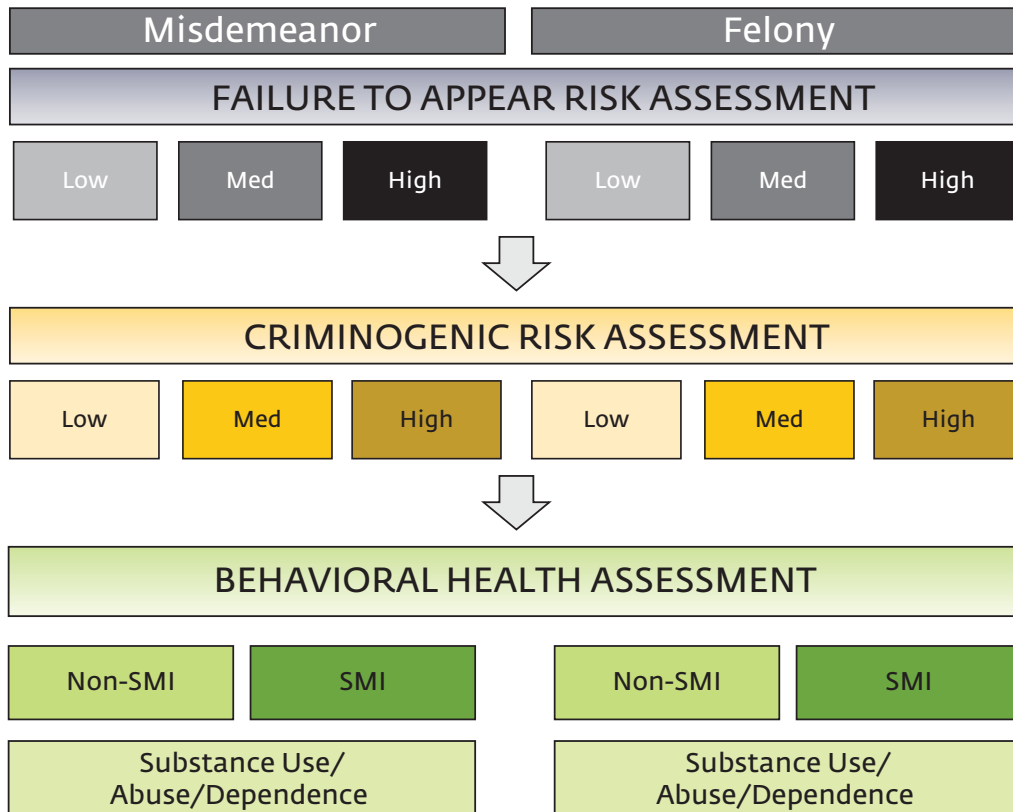 Misdemeanor
Felony
FAILURE TO APPEAR RISK ASSESSMENT
Low
Med
High
Low
Med
High
CRIMINOGENIC RISK ASSESSMENT
Low
Med
High
Low
Med
High
BEHAVIORAL HEALTH ASSESSMENT
Non-SMI
SMI
Non-SMI
SMI
Substance Use/
Abuse/Dependence
Substance Use/
Abuse/Dependence